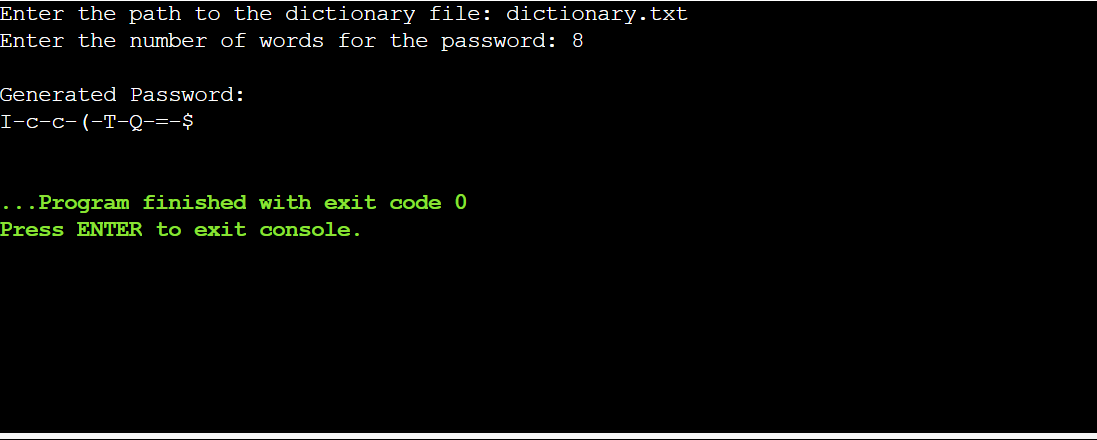 Enter the path to the dictionary file: dictionary.txt
Enter the number of words for the password: 8
Generated Password:
I-c-c-(-T-Q-=-$
...Program finished with exit code 0
Press ENTER to exit console.